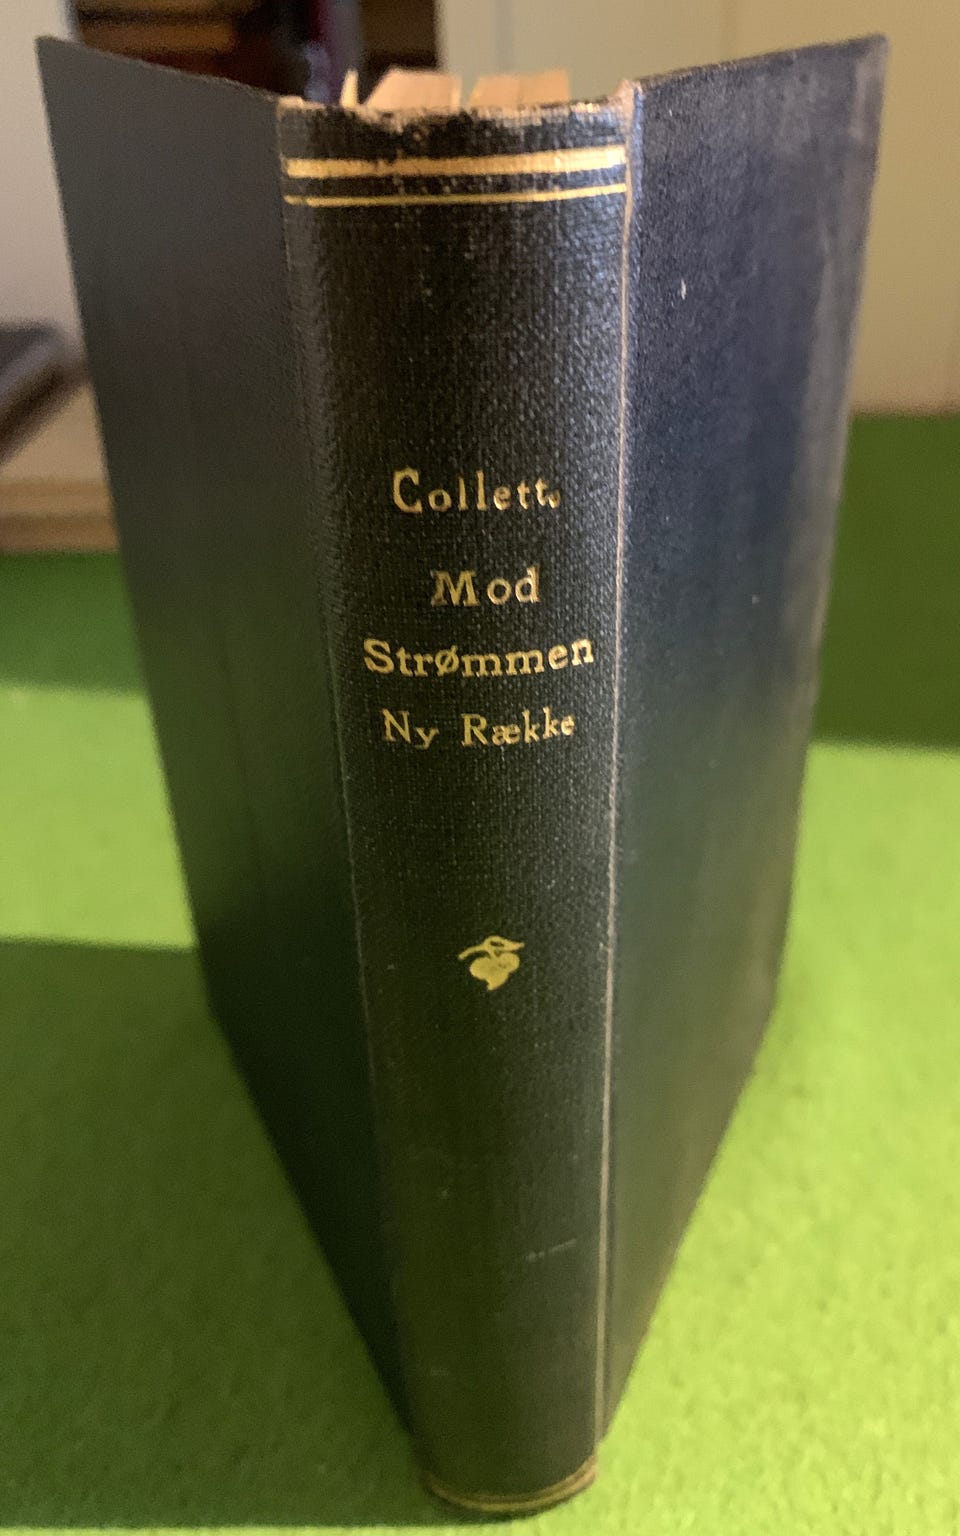 Collett.
Mod
Strømmen
Ny Række